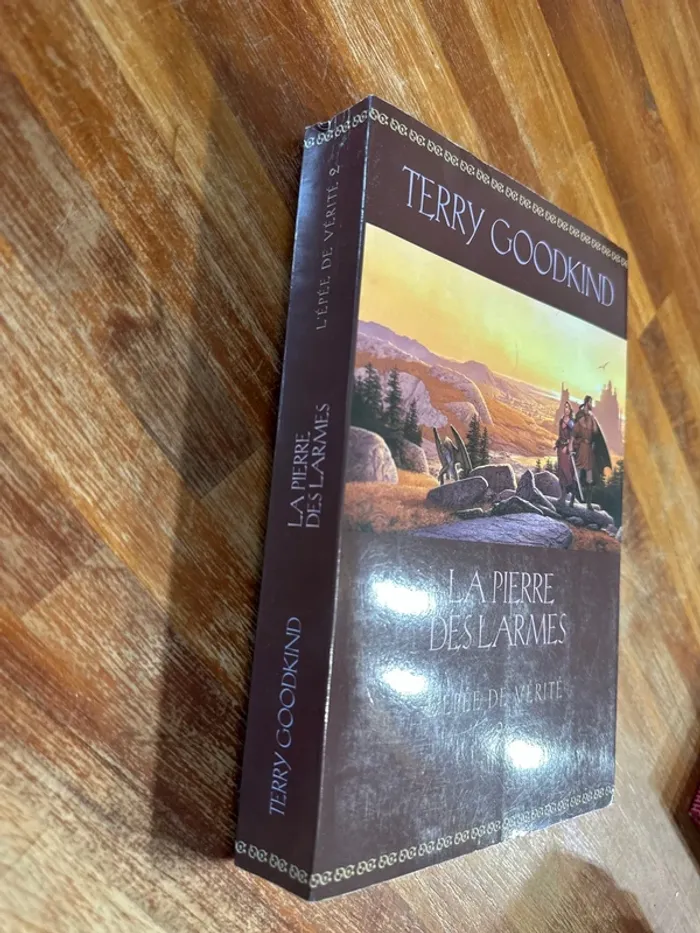 TERRY GOODKIND
LA PIERRE
DES LARMES
L'ÉPÉE DE VÉRITÉ 2
TERRY GOODKIND
LA PIERRE
DES LARMES
ÉPÉE DE VÉRITÉ